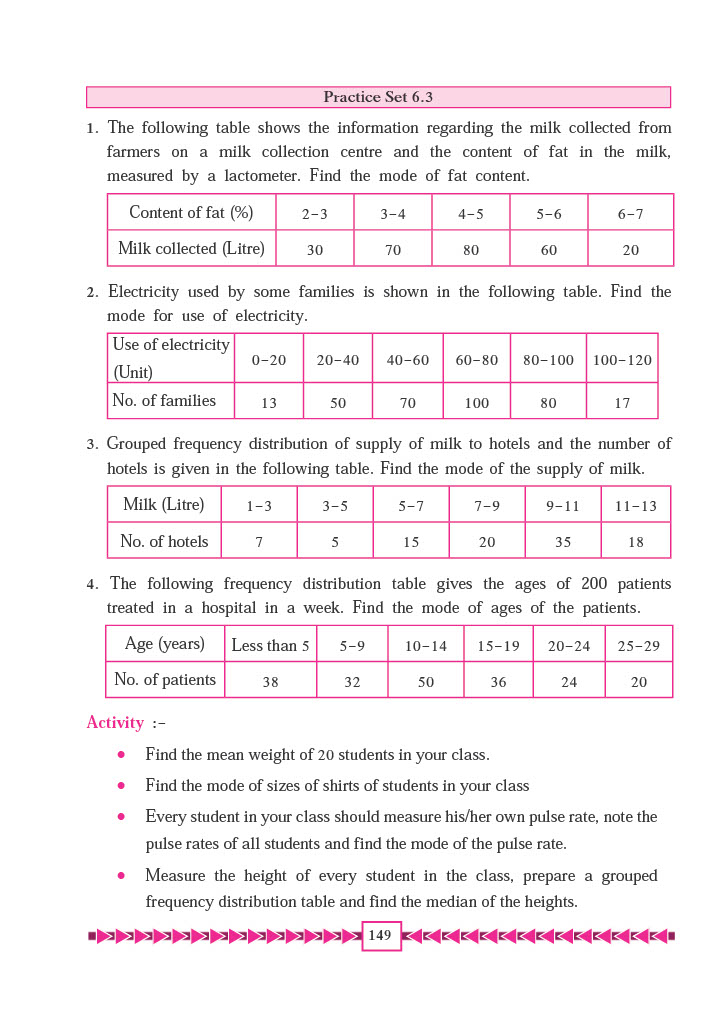 Practice Set 6.3
1. The following table shows the information regarding the milk collected from
farmers on a milk collection centre and the content of fat in the milk,
measured by a lactometer. Find the mode of fat content.
Content of fat (%) 2-3 3-4 4-5 5-6 6-7
Milk collected (Litre) 30 70 80 60 20
2. Electricity used by some families is shown in the following table. Find the
mode for use of electricity.
Use of electricity
(Unit) 0-20 20-40 40-60 60-80 80-100 100-120
No. of families 13 50 70 100 80 17
3. Grouped frequency distribution of supply of milk to hotels and the number of
hotels is given in the following table. Find the mode of the supply of milk.
Milk (Litre) 1-3 3-5 5-7 7-9 9-11 11-13
No. of hotels 7 5 15 20 35 18
4. The following frequency distribution table gives the ages of 200 patients
treated in a hospital in a week. Find the mode of ages of the patients.
Age (years) Less than 5 5-9 10-14 15-19 20-24 25-29
No. of patients 38 32 50 36 24 20
Activity :-
• Find the mean weight of 20 students in your class.
• Find the mode of sizes of shirts of students in your class
• Every student in your class should measure his/her own pulse rate, note the
pulse rates of all students and find the mode of the pulse rate.
• Measure the height of every student in the class, prepare a grouped
frequency distribution table and find the median of the heights.
149